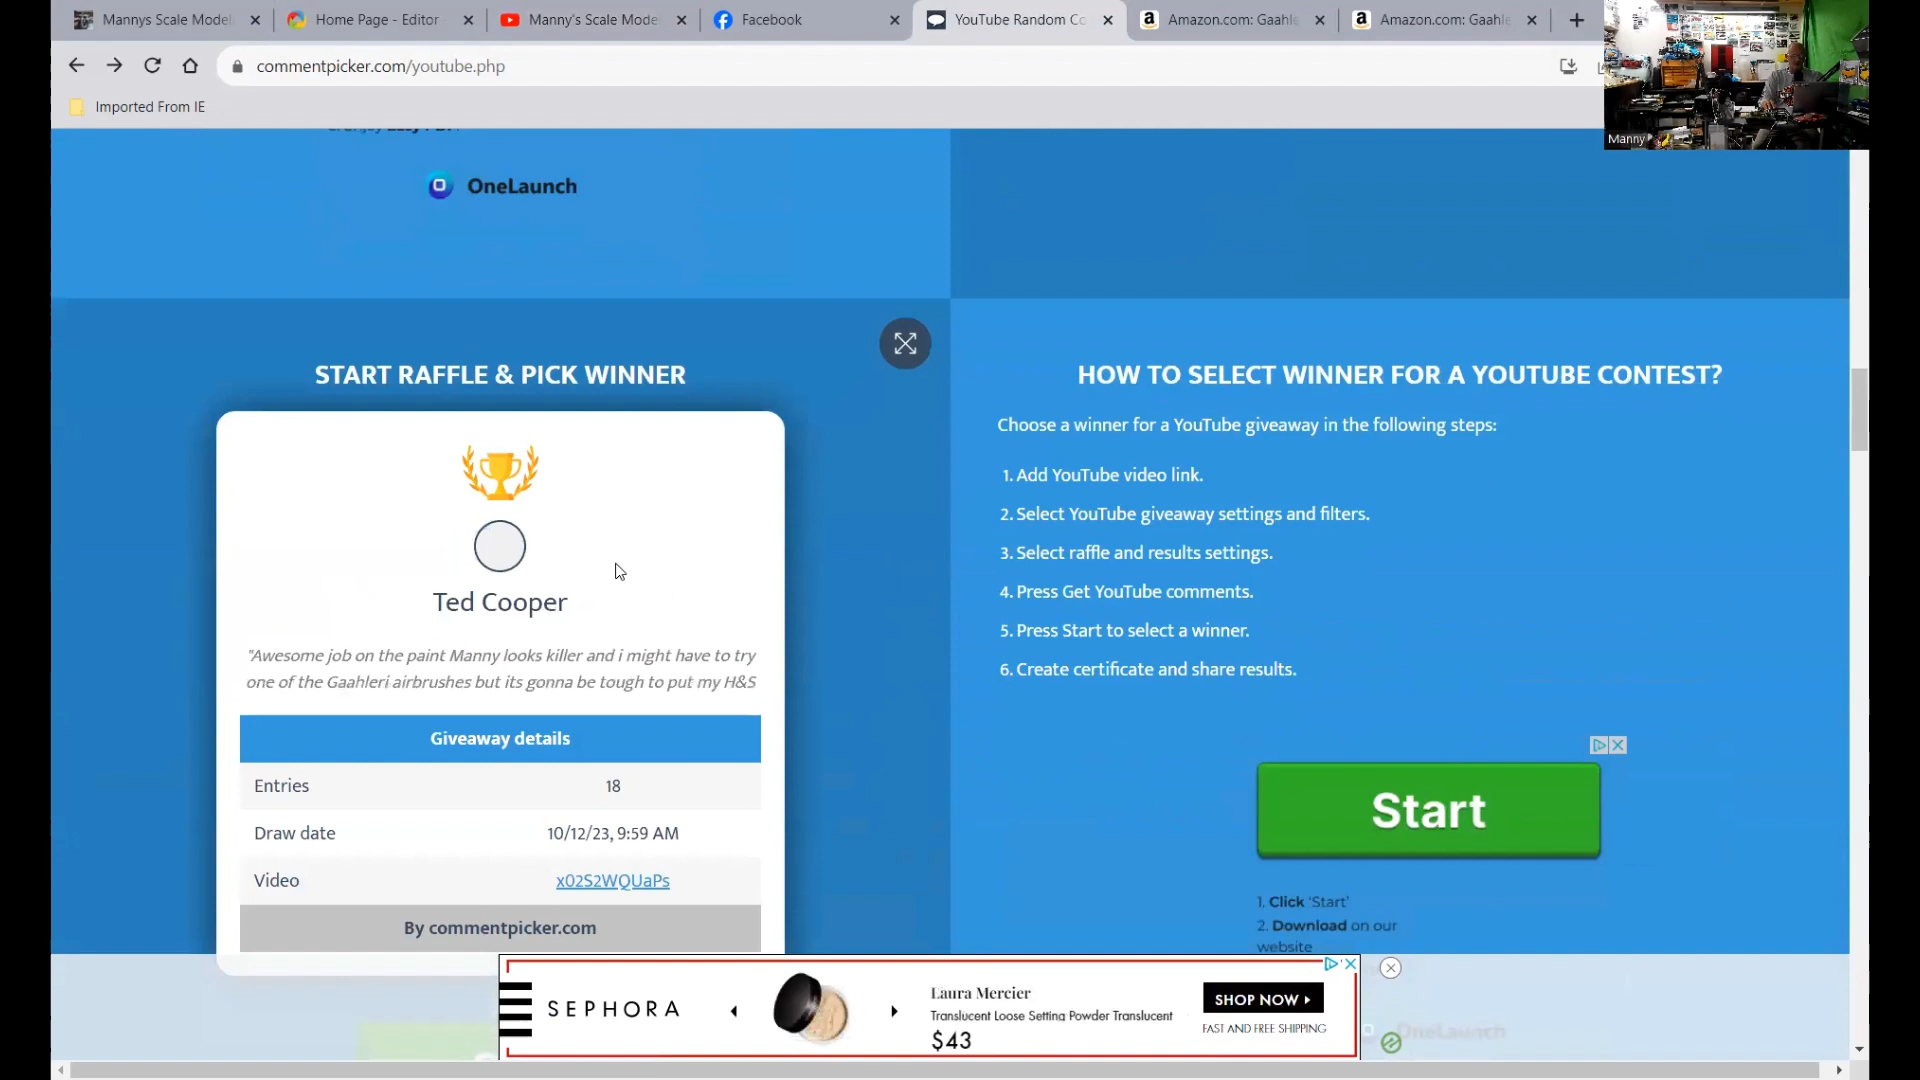 Mannys Scale Model
Home Page - Editor
Manny's Scale Mode
Facebook
YouTube Random Co
Amazon.com: Gaahle
Amazon.com: Gaahle
commentpicker.com/youtube.php
Imported From IE
Manny
OneLaunch
START RAFFLE & PICK WINNER
Ted Cooper
"Awesome job on the paint Manny looks killer and i might have to try
one of the Gaahleri airbrushes but its gonna be tough to put my H&S
Giveaway details
Entries 18
Draw date 10/12/23, 9:59 AM
Video x02S2WQUaPs
By commentpicker.com
HOW TO SELECT WINNER FOR A YOUTUBE CONTEST?
Choose a winner for a YouTube giveaway in the following steps:
1. Add YouTube video link.
2. Select YouTube giveaway settings and filters.
3. Select raffle and results settings.
4. Press Get YouTube comments.
5. Press Start to select a winner.
6. Create certificate and share results.
Start
1. Click 'Start'
2. Download on our
website
SEPHORA
Laura Mercier
Translucent Loose Setting Powder Translucent
$43
SHOP NOW
FAST AND FREE SHIPPING
OneLaunch